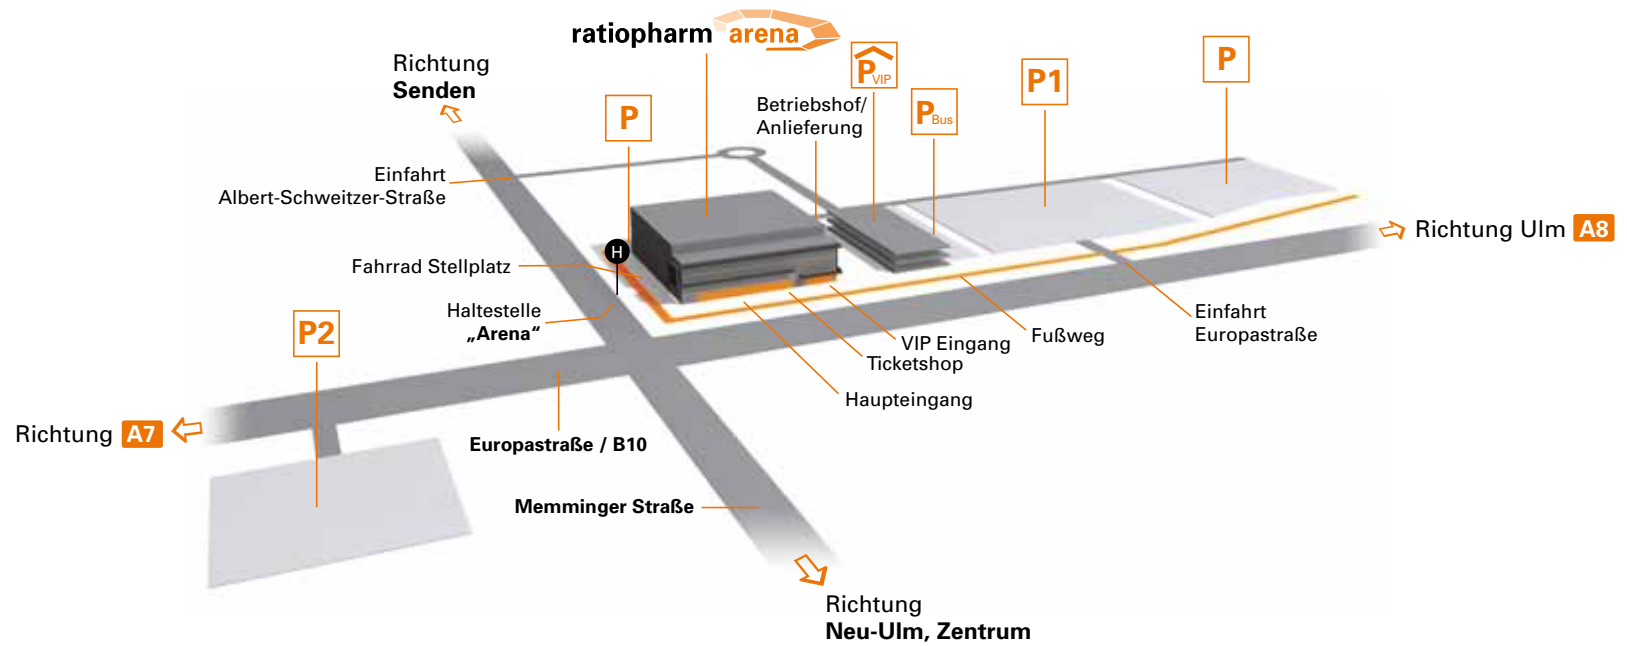 ratiopharm arena
Richtung
Senden
P
VIP
P
P1
P
Betriebshof/
Anlieferung
P
Bus
P
Einfahrt
Albert-Schweitzer-Straße
Richtung Ulm A8
H
Fahrrad Stellplatz
Haltestelle
„Arena“
P2
Einfahrt
Europastraße
Fußweg
VIP Eingang
Ticketshop
Haupteingang
Richtung A7
Europastraße / B10
Memminger Straße
Richtung
Neu-Ulm, Zentrum